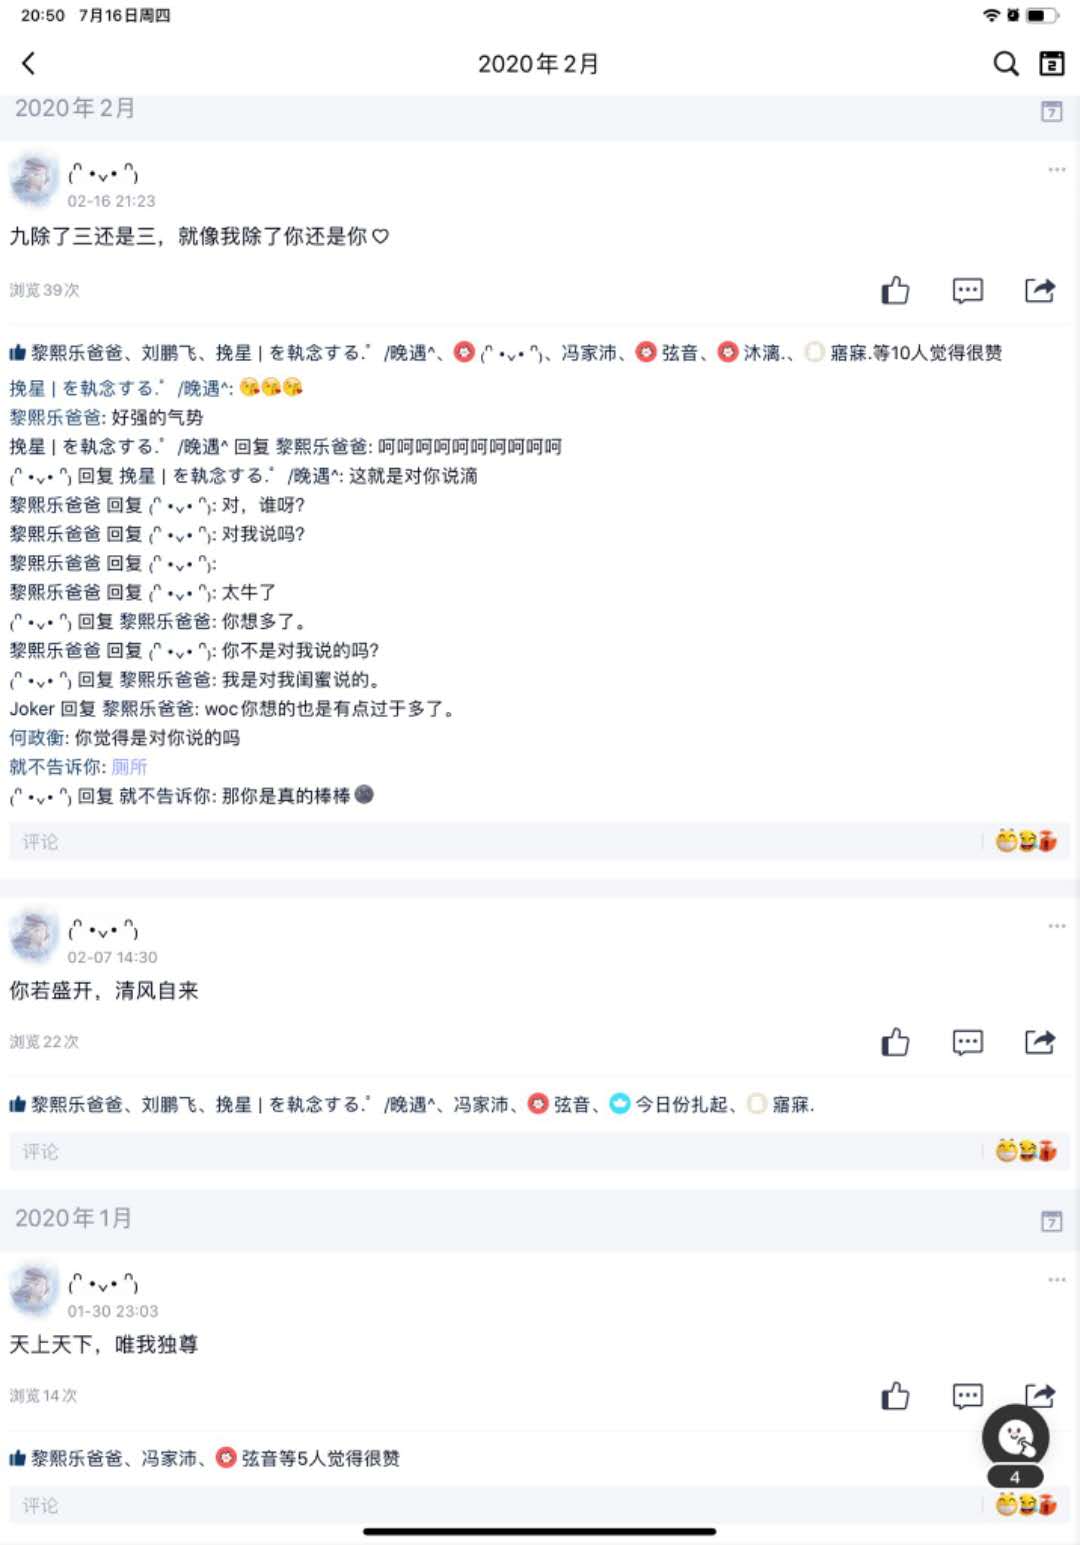 20:50 7月16日周四
2020年2月
2
2020年2月
7
(ᐢ •ᵥ• ᐢ)
02-16 21:23
九除了三还是三，就像我除了你还是你♡
浏览39次
黎熙乐爸爸、刘鹏飞、挽星 | を執念する.゜/晚遇^、(ᐢ •ᵥ• ᐢ)、冯家沛、弦音、沐漓.、寤寐.等10人觉得很赞
挽星 | を執念する.゜/晚遇^: 😘😘😘
黎熙乐爸爸: 好强的气势
挽星 | を執念する.゜/晚遇^ 回复 黎熙乐爸爸: 呵呵呵呵呵呵呵呵呵呵
(ᐢ •ᵥ• ᐢ) 回复 挽星 | を執念する.゜/晚遇^: 这就是对你说滴
黎熙乐爸爸 回复 (ᐢ •ᵥ• ᐢ): 对，谁呀?
黎熙乐爸爸 回复 (ᐢ •ᵥ• ᐢ): 对我说吗?
黎熙乐爸爸 回复 (ᐢ •ᵥ• ᐢ):
黎熙乐爸爸 回复 (ᐢ •ᵥ• ᐢ): 太牛了
(ᐢ •ᵥ• ᐢ) 回复 黎熙乐爸爸: 你想多了。
黎熙乐爸爸 回复 (ᐢ •ᵥ• ᐢ): 你不是对我说的吗?
(ᐢ •ᵥ• ᐢ) 回复 黎熙乐爸爸: 我是对我闺蜜说的。
Joker 回复 黎熙乐爸爸: woc你想的也是有点过于多了。
何政衡: 你觉得是对你说的吗
就不告诉你: 厕所
(ᐢ •ᵥ• ᐢ) 回复 就不告诉你: 那你是真的棒棒🌚
评论
(ᐢ •ᵥ• ᐢ)
02-07 14:30
你若盛开，清风自来
浏览22次
黎熙乐爸爸、刘鹏飞、挽星 | を執念する.゜/晚遇^、冯家沛、弦音、今日份扎起、寤寐.
评论
2020年1月
7
(ᐢ •ᵥ• ᐢ)
01-30 23:03
天上天下，唯我独尊
浏览14次
黎熙乐爸爸、冯家沛、弦音等5人觉得很赞
4
评论